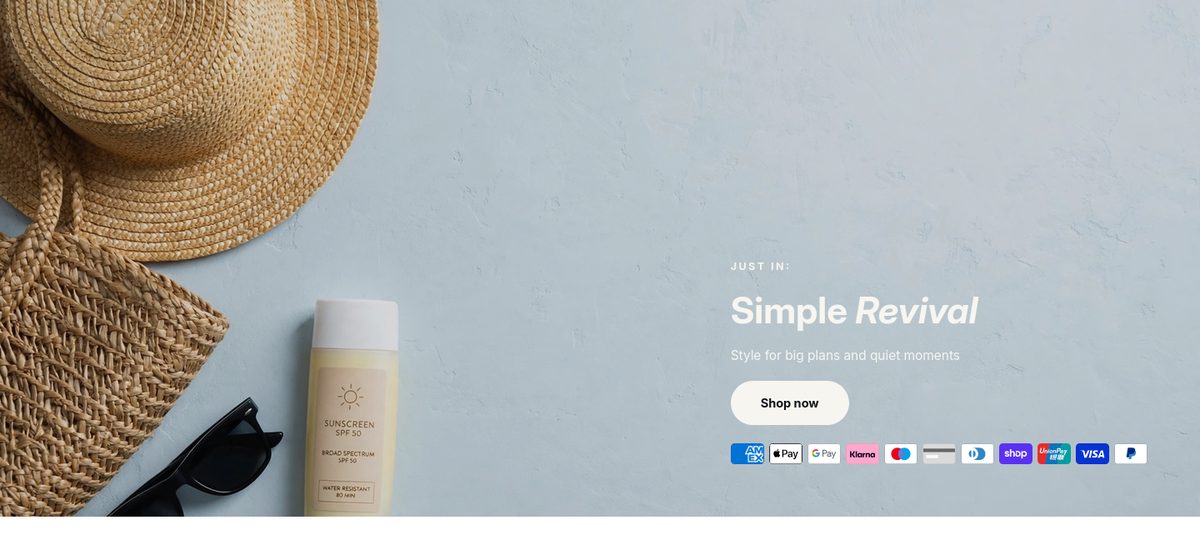 JUST IN:
Simple Revival
Style for big plans and quiet moments
Shop now
AM
EX
Pay
G Pay
Klarna
shop
UnionPay
银联
VISA
SUNSCREEN
SPF 50
BROAD SPECTRUM
SPF 50
WATER RESISTANT
80 MIN